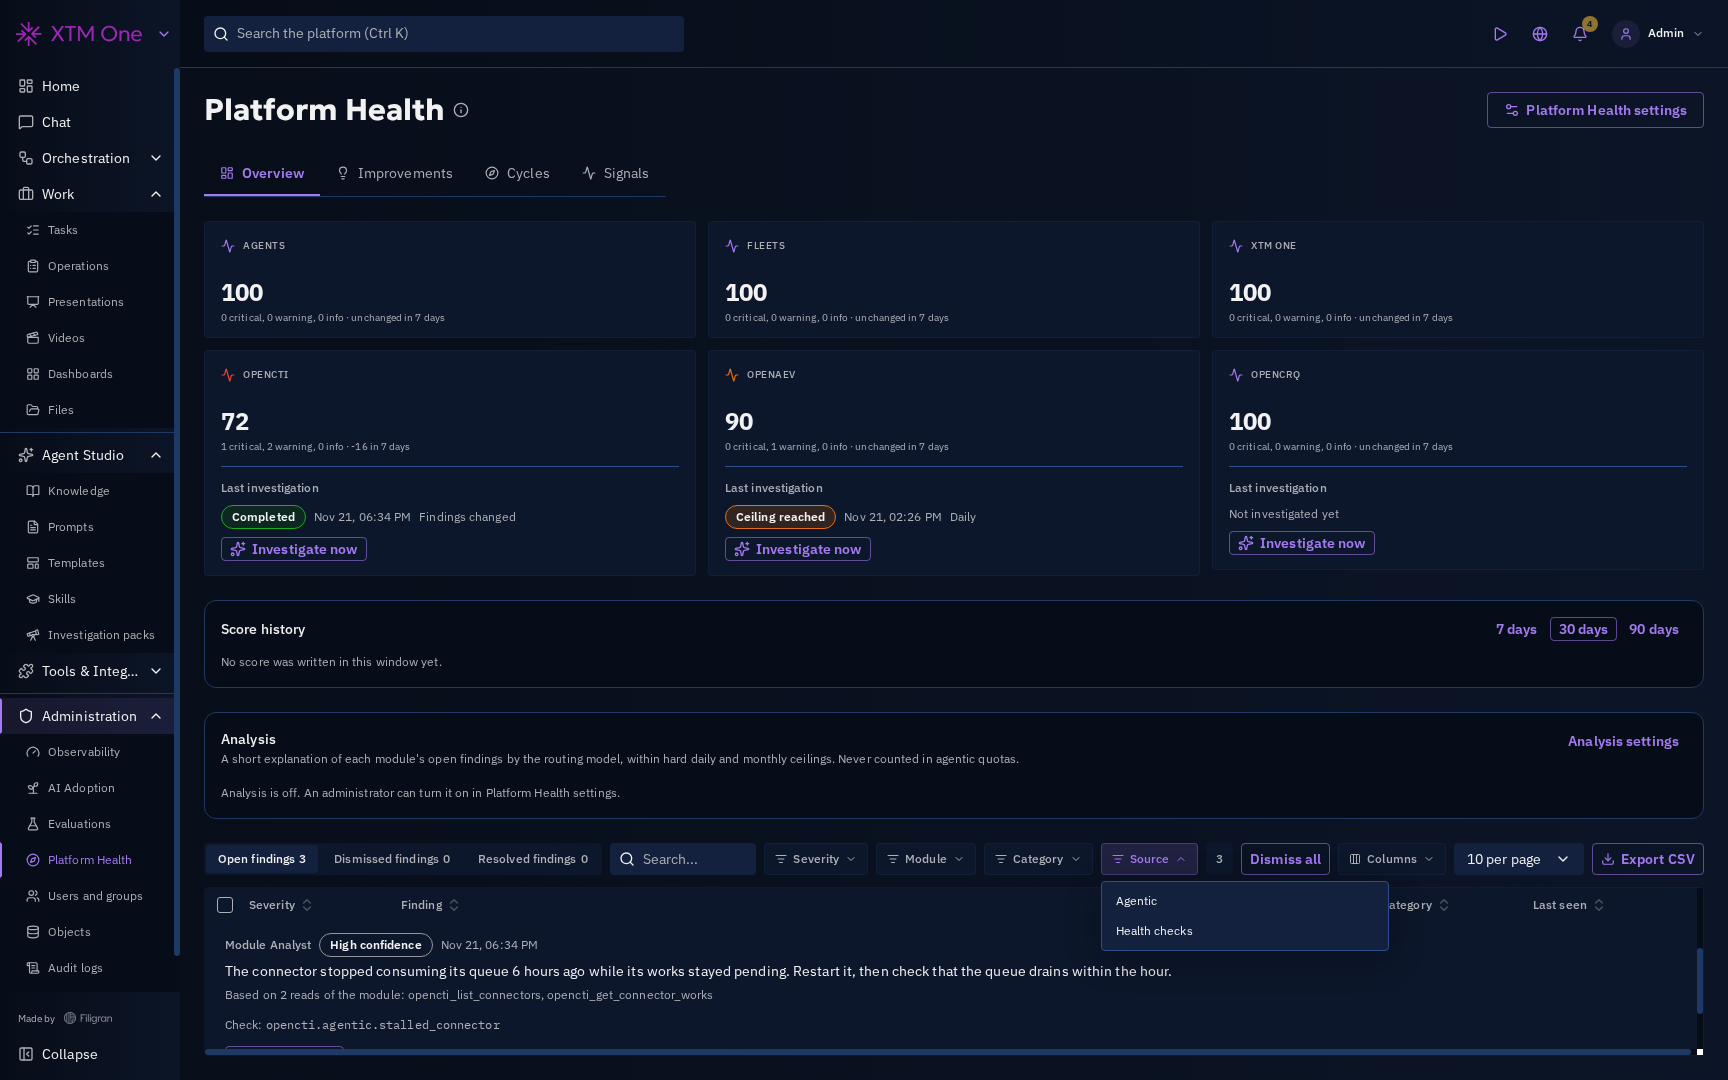 XTM One
Search the platform (Ctrl K)
4
Admin
Home
Chat
Orchestration
Work
Tasks
Operations
Presentations
Videos
Dashboards
Files
Agent Studio
Knowledge
Prompts
Templates
Skills
Investigation packs
Tools & Integ...
Administration
Observability
AI Adoption
Evaluations
Platform Health
Users and groups
Objects
Audit logs
Made by Filigran
Collapse
Platform Health
Platform Health settings
Overview Improvements Cycles Signals
AGENTS
100
0 critical, 0 warning, 0 info · unchanged in 7 days
FLEETS
100
0 critical, 0 warning, 0 info · unchanged in 7 days
XTM ONE
100
0 critical, 0 warning, 0 info · unchanged in 7 days
OPENCTI
72
1 critical, 2 warning, 0 info · -16 in 7 days
Last investigation
Completed Nov 21, 06:34 PM Findings changed
Investigate now
OPENAEV
90
0 critical, 1 warning, 0 info · unchanged in 7 days
Last investigation
Ceiling reached Nov 21, 02:26 PM Daily
Investigate now
OPENCRQ
100
0 critical, 0 warning, 0 info · unchanged in 7 days
Last investigation
Not investigated yet
Investigate now
Score history
7 days 30 days 90 days
No score was written in this window yet.
Analysis
Analysis settings
A short explanation of each module's open findings by the routing model, within hard daily and monthly ceilings. Never counted in agentic quotas.
Analysis is off. An administrator can turn it on in Platform Health settings.
Open findings 3 Dismissed findings 0 Resolved findings 0 Search... Severity Module Category Source 3 Dismiss all Columns 10 per page Export CSV
Agentic
Health checks
Severity Finding ategory Last seen
Module Analyst High confidence Nov 21, 06:34 PM
The connector stopped consuming its queue 6 hours ago while its works stayed pending. Restart it, then check that the queue drains within the hour.
Based on 2 reads of the module: opencti_list_connectors, opencti_get_connector_works
Check: opencti.agentic.stalled_connector